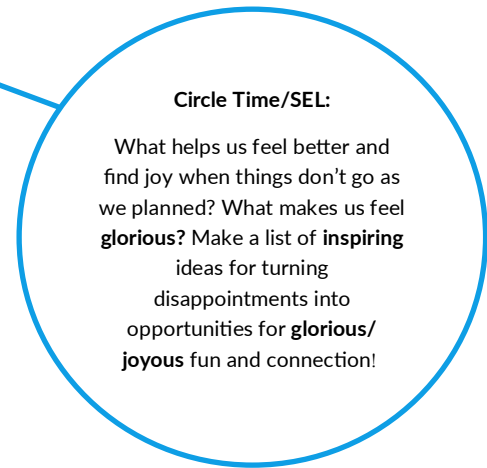 Circle Time/SEL:
What helps us feel better and
find joy when things don’t go as
we planned? What makes us feel
glorious? Make a list of inspiring
ideas for turning
disappointments into
opportunities for glorious/
joyous fun and connection!